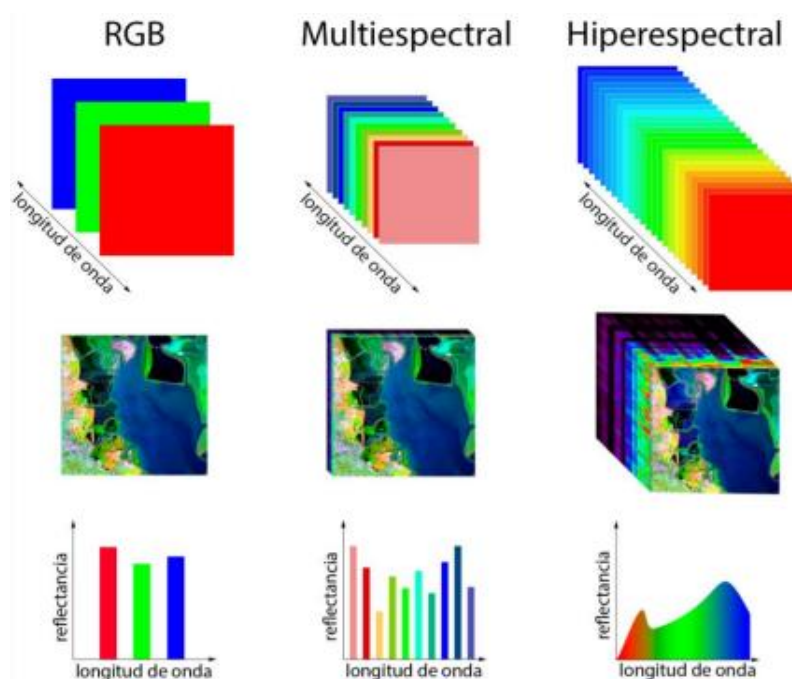 RGB
Multiespectral
Hiperespectral
longitud de onda
longitud de onda
longitud de onda
reflectancia
longitud de onda
reflectancia
longitud de onda
reflectancia
longitud de onda